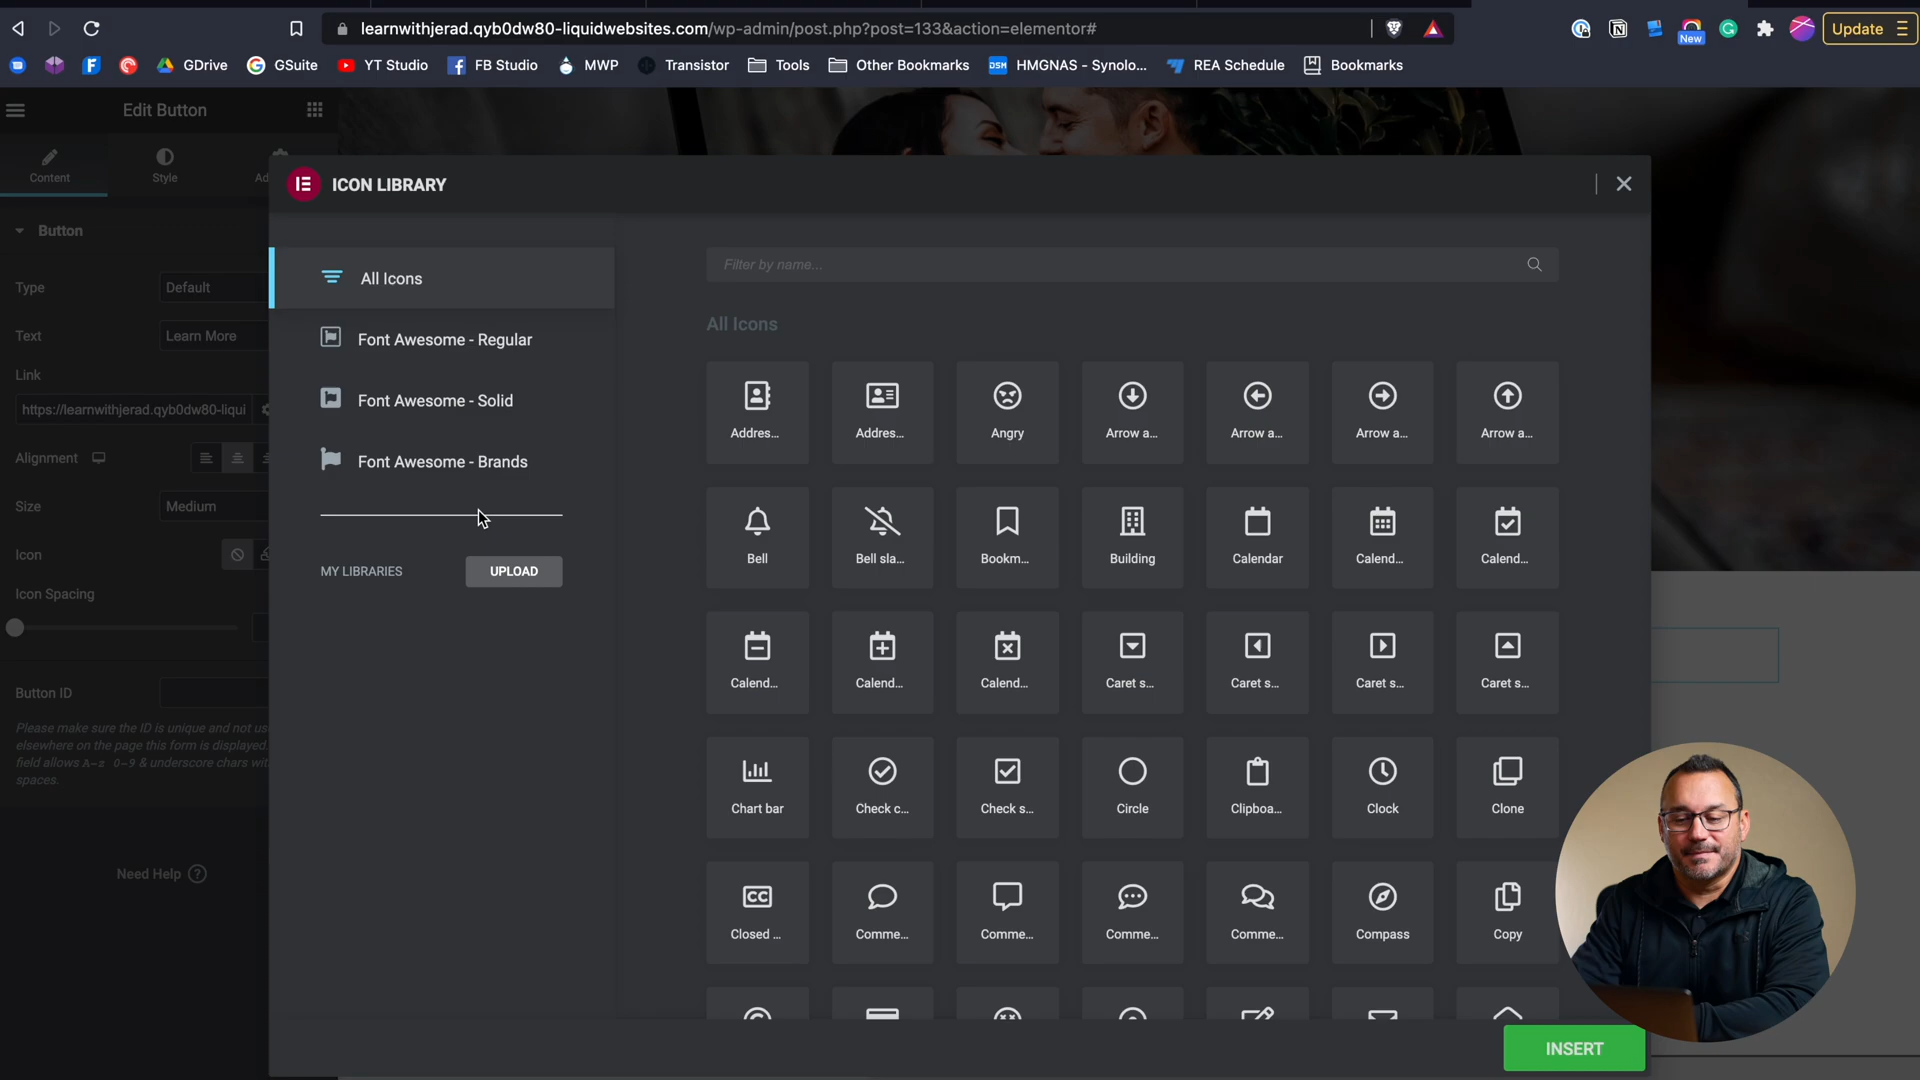 learnwithjerad.qyb0dw80-liquidwebsites.com/wp-admin/post.php?post=133&action=elementor#
New
Update
GDrive
GSuite
YT Studio
FB Studio
MWP
Transistor
Tools
Other Bookmarks
DSM
HMGNAS - Synolo...
REA Schedule
Bookmarks
Edit Button
Content
Style
Ad
Button
Type
Default
Text
Learn More
Link
https://learnwithjerad.qyb0dw80-liqui
Alignment
Size
Medium
Icon
Icon Spacing
Button ID
Please make sure the ID is unique and not us
elsewhere on the page this form is displayed.
field allows A-z 0-9 & underscore chars wit
spaces.
Need Help ?
ICON LIBRARY
All Icons
Font Awesome - Regular
Font Awesome - Solid
Font Awesome - Brands
MY LIBRARIES
UPLOAD
Filter by name...
All Icons
Addres...
Addres...
Angry
Arrow a...
Arrow a...
Arrow a...
Arrow a...
Bell
Bell sla...
Bookm...
Building
Calendar
Calend...
Calend...
Calend...
Calend...
Calend...
Caret s...
Caret s...
Caret s...
Caret s...
Chart bar
Check c...
Check s...
Circle
Clipboa...
Clock
Clone
CC
Closed ...
Comme...
Comme...
Comme...
Comme...
Compass
Copy
INSERT